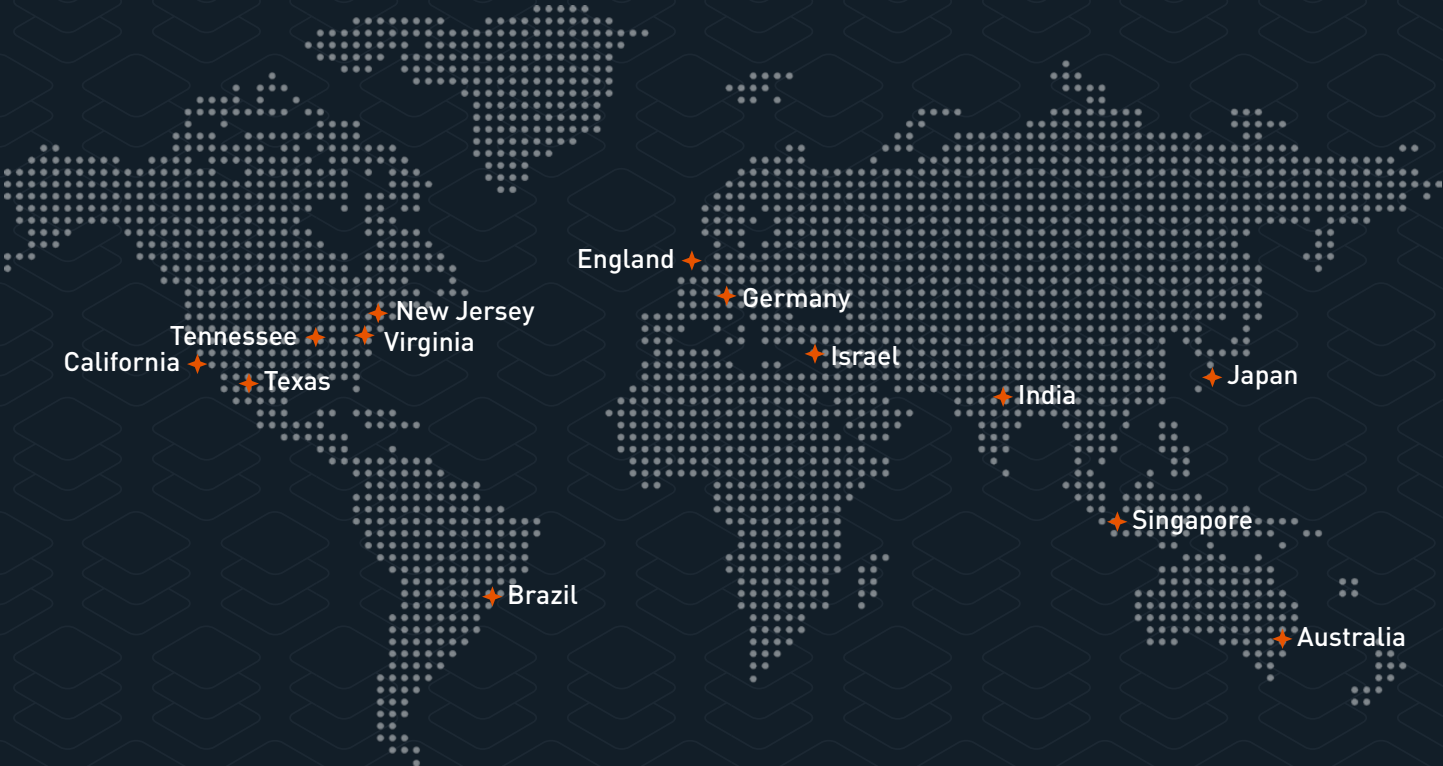 England
Germany
New Jersey
Tennessee
Virginia
California
Israel
Texas
Japan
India
Singapore
Brazil
Australia